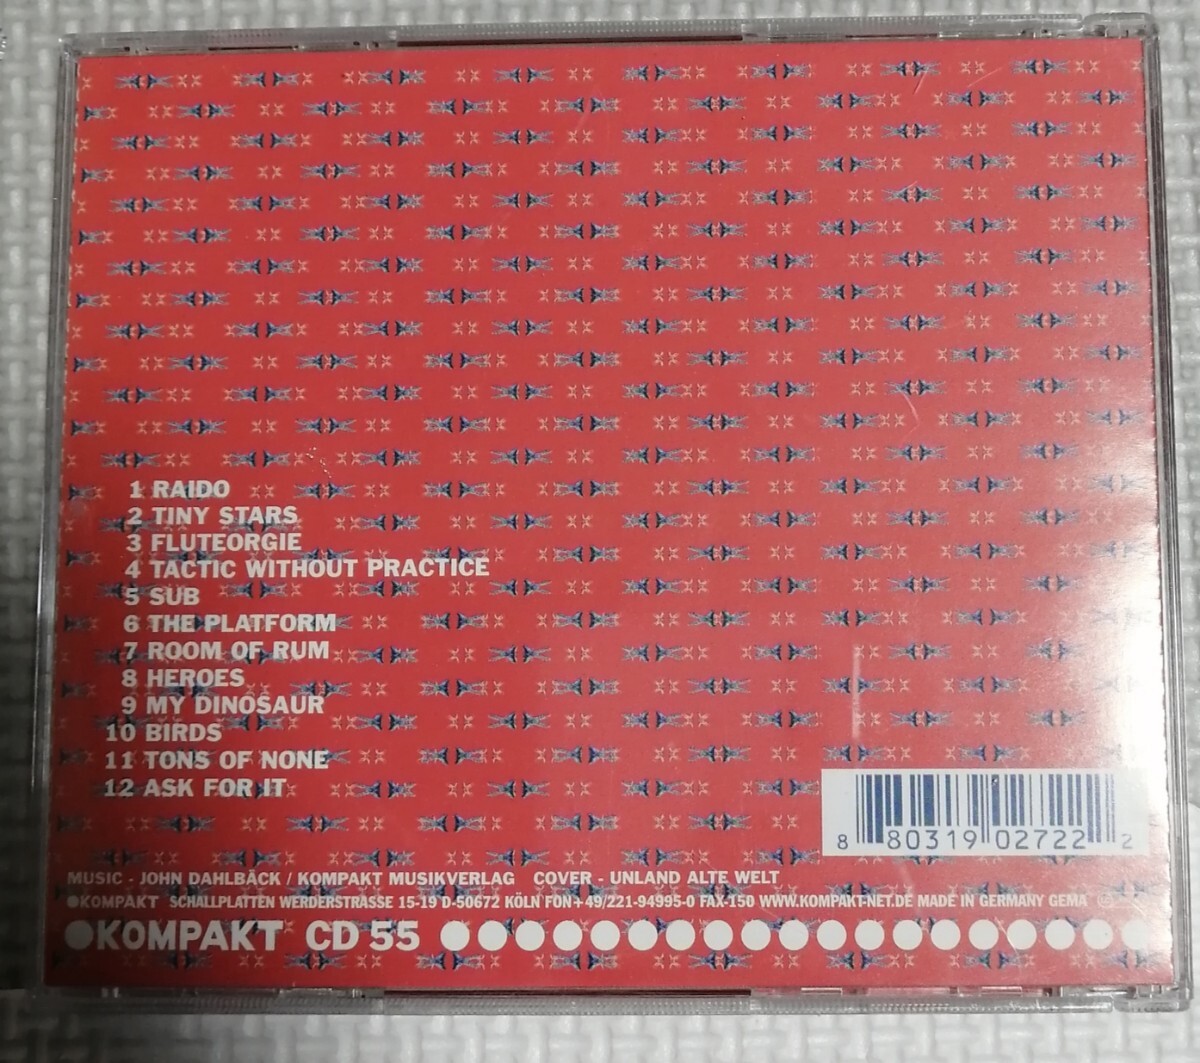 1 RAIDO
2 TINY STARS
3 FLUTEORGIE
4 TACTIC WITHOUT PRACTICE
5 SUB
6 THE PLATFORM
7 ROOM OF RUM
8 HEROES
9 MY DINOSAUR
10 BIRDS
11 TONS OF NONE
12 ASK FOR IT
8 80319 02722 2
MUSIC - JOHN DAHLBÄCK / KOMPAKT MUSIKVERLAG COVER - UNLAND ALTE WELT
KOMPAKT SCHALLPLATTEN WERDERSTRASSE 15-19 D-50672 KÖLN FON+49/221-94995-0 FAX-150 WWW.KOMPAKT-NET.DE MADE IN GERMANY GEMA
KOMPAKT CD 55